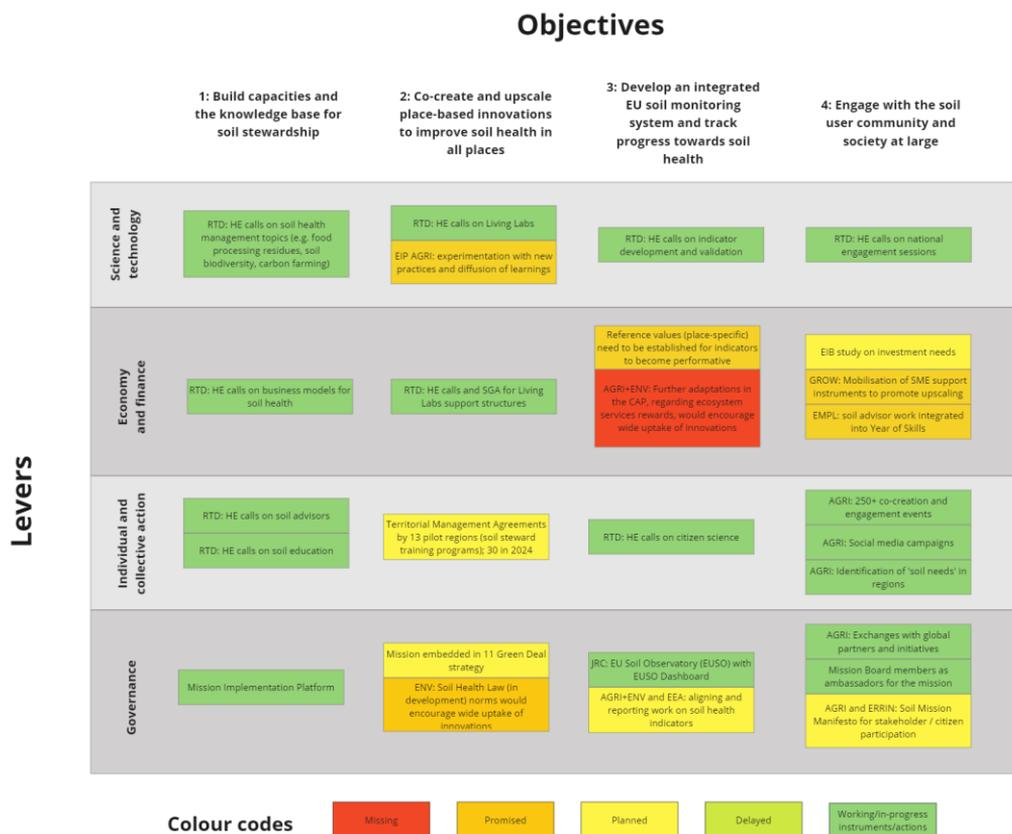 Objectives
1: Build capacities and
the knowledge base for
soil stewardship
2: Co-create and upscale
place-based innovations
to improve soil health in
all places
3: Develop an integrated
EU soil monitoring
system and track
progress towards soil
health
4: Engage with the soil
user community and
society at large
Levers
Science and
technology
RTD: HE calls on soil health
management topics (e.g. food
processing residues, soil
biodiversity, carbon farming)
RTD: HE calls on Living Labs
EIP AGRI: experimentation with new
practices and diffusion of learnings
RTD: HE calls on indicator
development and validation
RTD: HE calls on national
engagement sessions
Economy
and finance
RTD: HE calls on business models for
soil health
RTD: HE calls and SGA for Living
Labs support structures
Reference values (place-specific)
need to be established for indicators
to become performative
AGRI+ENV: Further adaptations in
the CAP, regarding ecosystem
services rewards, would encourage
wide uptake of innovations
EIB study on investment needs
GROW: Mobilisation of SME support
instruments to promote upscaling
EMPL: soil advisor work integrated
into Year of Skills
Individual and
collective action
RTD: HE calls on soil advisors
RTD: HE calls on soil education
Territorial Management Agreements
by 13 pilot regions (soil steward
training programs); 30 in 2024
RTD: HE calls on citizen science
AGRI: 250+ co-creation and
engagement events
AGRI: Social media campaigns
AGRI: Identification of 'soil needs' in
regions
Governance
Mission Implementation Platform
Mission embedded in 11 Green Deal
strategy
ENV: Soil Health Law (in
development) norms would
encourage wide uptake of
innovations
JRC: EU Soil Observatory (EUSO) with
EUSO Dashboard
AGRI+ENV and EEA: aligning and
reporting work on soil health
indicators
AGRI: Exchanges with global
partners and initiatives
Mission Board members as
ambassadors for the mission
AGRI and ERRIN: Soil Mission
Manifesto for stakeholder / citizen
participation
Colour codes
Missing
Promised
Planned
Delayed
Working/in-progress
instruments/actions